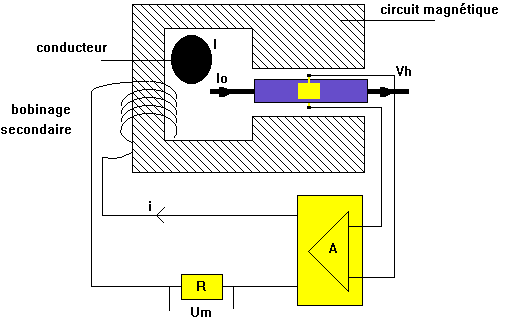 circuit magnétique
conducteur
I
Io
Vh
bobinage
secondaire
i
A
R
Um